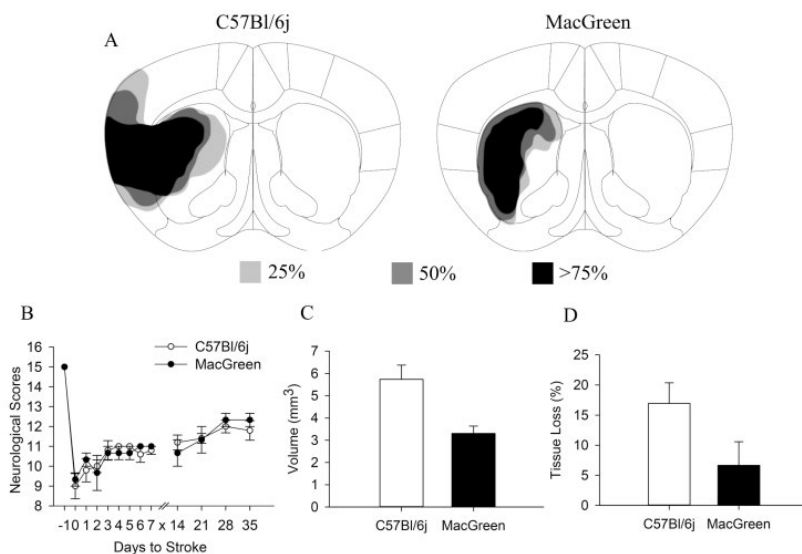 C57Bl/6j MacGreen
A
25% 50% >75%
B
Neurological Scores
16
15
14
13
12
11
10
9
8
C57Bl/6j
MacGreen
-10 1 2 3 4 5 6 7 x 14 21 28 35
Days to Stroke
C
Volume (mm³)
7
6
5
4
3
2
1
0
C57Bl/6j MacGreen
D
Tissue Loss (%)
25
20
15
10
5
0
C57Bl/6j MacGreen